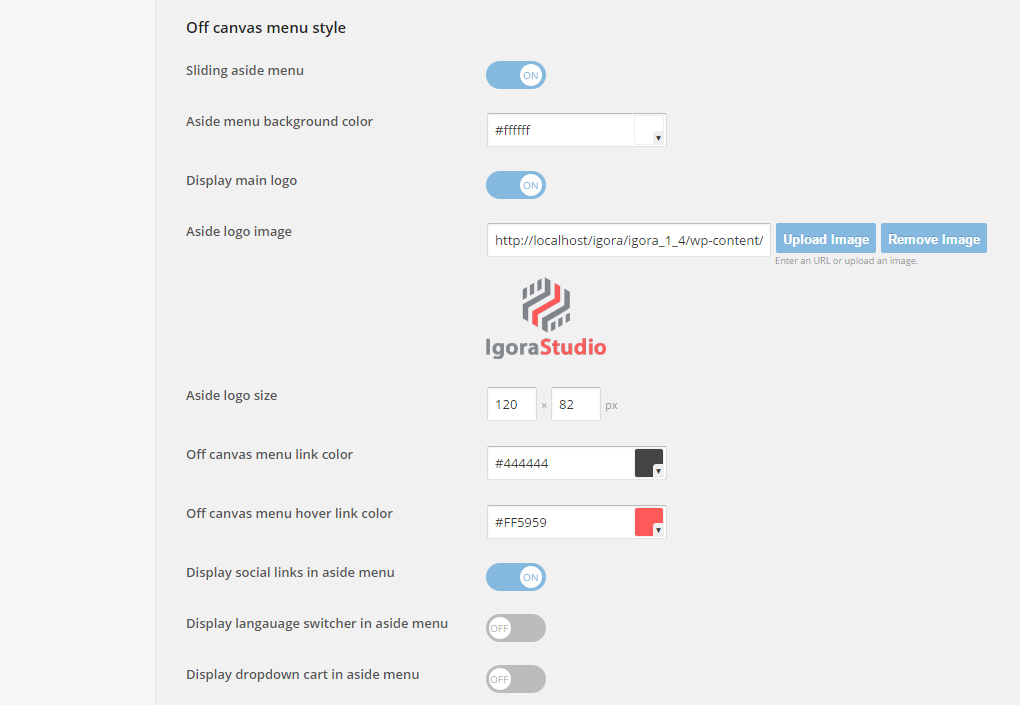 Off canvas menu style
Sliding aside menu
ON
Aside menu background color
#ffffff
Display main logo
ON
Aside logo image
http://localhost/igora/igora_1_4/wp-content/
Upload Image
Remove Image
Enter an URL or upload an image.
IgoraStudio
Aside logo size
120 × 82 px
Off canvas menu link color
#444444
Off canvas menu hover link color
#FF5959
Display social links in aside menu
ON
Display langauage switcher in aside menu
OFF
Display dropdown cart in aside menu
OFF